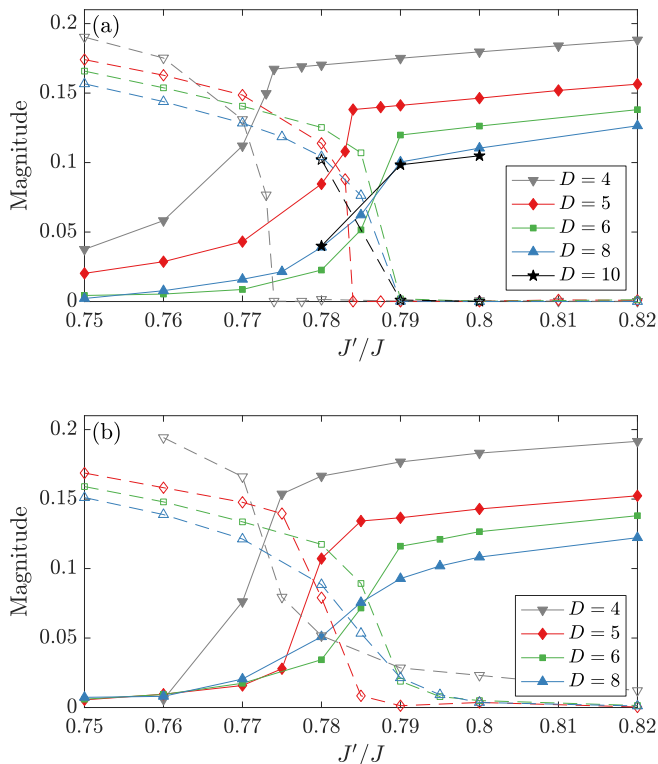 (a)
Magnitude
0.2
0.15
0.1
0.05
0
D = 4
D = 5
D = 6
D = 8
D = 10
0.75 0.76 0.77 0.78 0.79 0.8 0.81 0.82
J′/J
(b)
Magnitude
0.2
0.15
0.1
0.05
0
D = 4
D = 5
D = 6
D = 8
0.75 0.76 0.77 0.78 0.79 0.8 0.81 0.82
J′/J